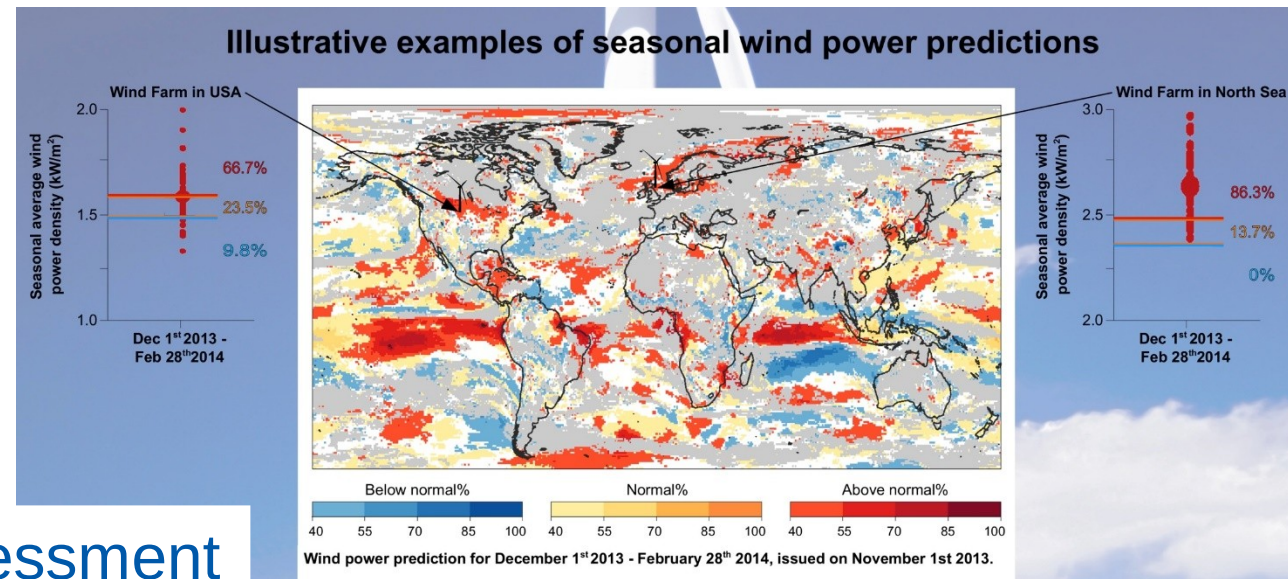 Illustrative examples of seasonal wind power predictions
Wind Farm in USA
Seasonal average wind
power density (kW/m²)
2.0
1.5
1.0
66.7%
23.5%
9.8%
Dec 1st 2013 -
Feb 28th 2014
Wind Farm in North Sea
Seasonal average wind
power density (kW/m²)
3.0
2.5
2.0
86.3%
13.7%
0%
Dec 1st 2013 -
Feb 28th 2014
Below normal% Normal% Above normal%
40 55 70 85 100 40 55 70 85 100 40 55 70 85 100
Wind power prediction for December 1st 2013 - February 28th 2014, issued on November 1st 2013.
essment